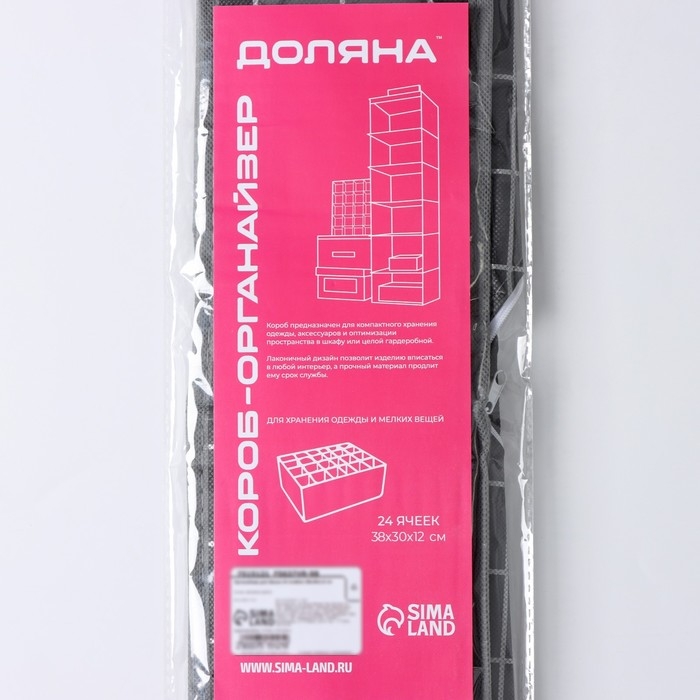 ДОЛЯНА™
КОРОБ-ОРГАНАЙЗЕР
Короб предназначен для компактного хранения
одежды, аксессуаров и оптимизации
пространства в шкафу или целой гардеробной.
Лаконичный дизайн позволит изделию вписаться
в любой интерьер, а прочный материал продлит
ему срок службы.
ДЛЯ ХРАНЕНИЯ ОДЕЖДЫ И МЕЛКИХ ВЕЩЕЙ
24 ЯЧЕЕК
38х30х12 см
SIMA
LAND
SIMA
LAND
WWW.SIMA-LAND.RU